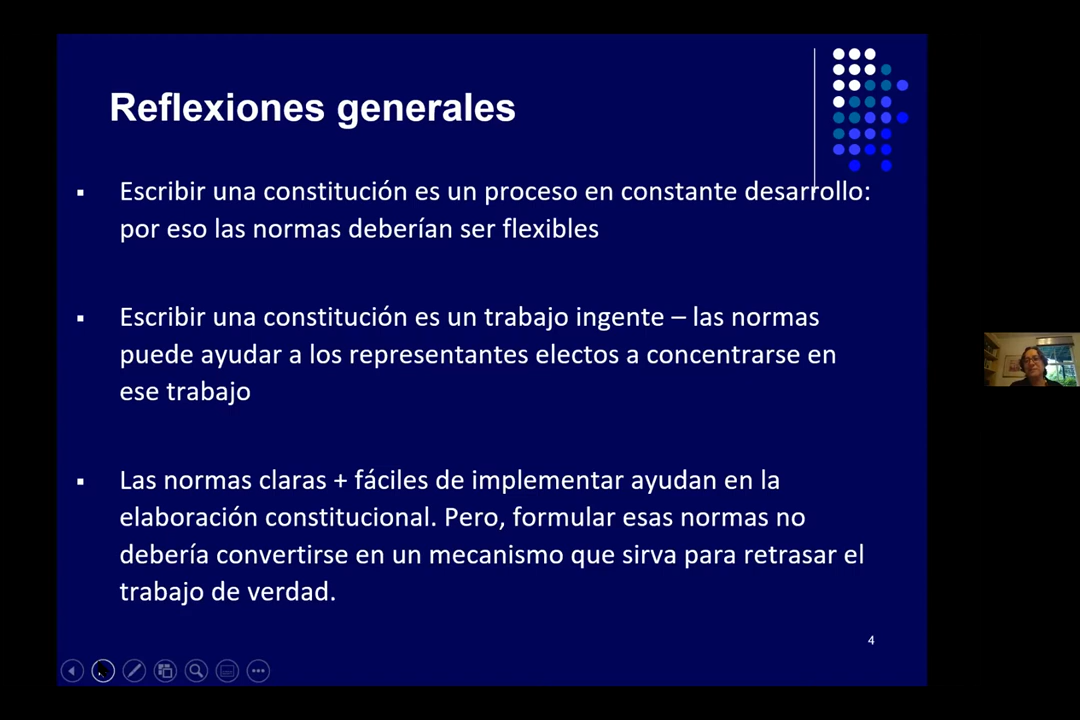 Reflexiones generales
▪ Escribir una constitución es un proceso en constante desarrollo:
por eso las normas deberían ser flexibles
▪ Escribir una constitución es un trabajo ingente – las normas
puede ayudar a los representantes electos a concentrarse en
ese trabajo
▪ Las normas claras + fáciles de implementar ayudan en la
elaboración constitucional. Pero, formular esas normas no
debería convertirse en un mecanismo que sirva para retrasar el
trabajo de verdad.
4